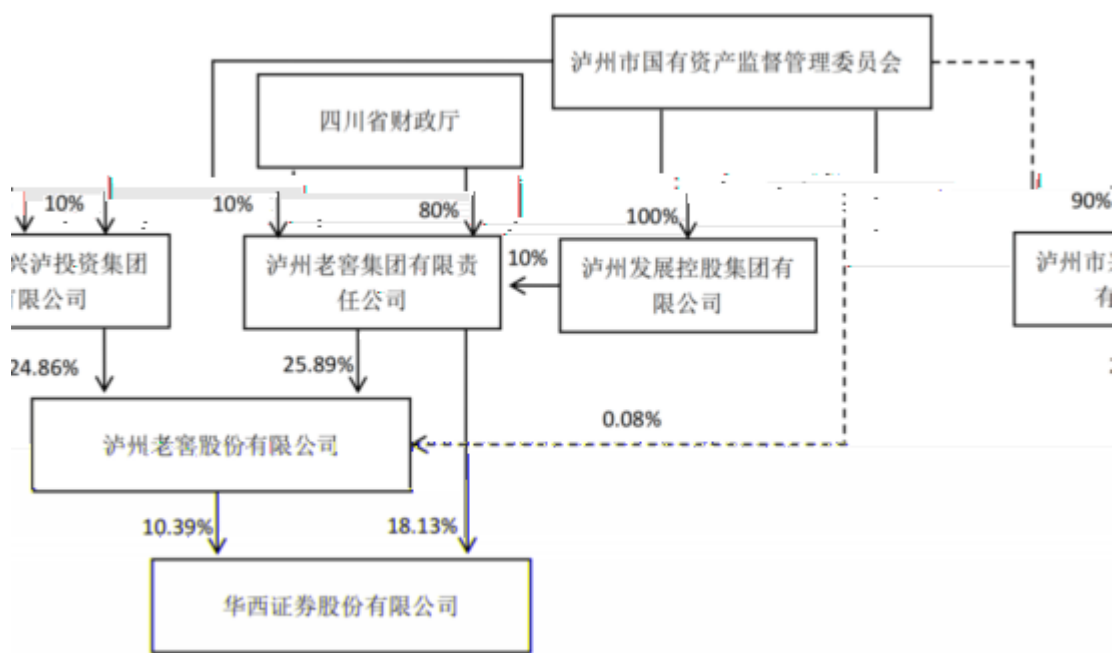 泸州市国有资产监督管理委员会
四川省财政厅
10%
10%
80%
100%
90%
兴泸投资集团
有限公司
泸州老窖集团有限责
任公司
10%
泸州发展控股集团有
限公司
泸州市
有
24.86%
25.89%
0.08%
泸州老窖股份有限公司
10.39%
18.13%
华西证券股份有限公司